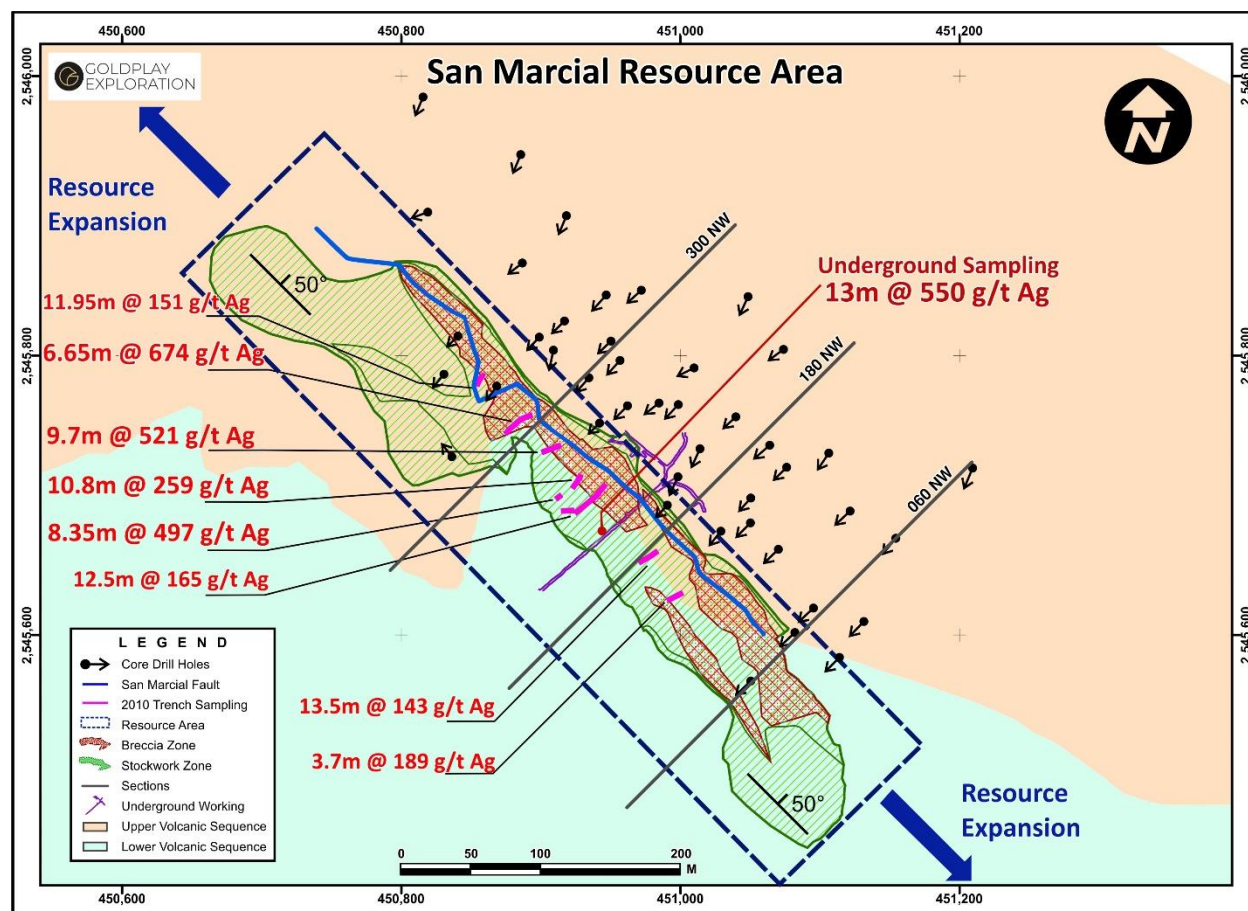 450,600
450,800
451,000
451,200
2,546,000
2,546,000
GOLDPLAY
EXPLORATION
San Marcial Resource Area
N
Resource
Expansion
300 NW
50°
Underground Sampling
13m @ 550 g/t Ag
11.95m @ 151 g/t Ag
6.65m @ 674 g/t Ag
180 NW
2,545,800
2,545,800
9.7m @ 521 g/t Ag
10.8m @ 259 g/t Ag
8.35m @ 497 g/t Ag
12.5m @ 165 g/t Ag
060 NW
2,545,600
2,545,600
LEGEND
Core Drill Holes
San Marcial Fault
2010 Trench Sampling
Resource Area
Breccia Zone
Stockwork Zone
Sections
Underground Working
Upper Volcanic Sequence
Lower Volcanic Sequence
13.5m @ 143 g/t Ag
3.7m @ 189 g/t Ag
50°
Resource
Expansion
0 50 100 200
M
450,600
450,800
451,000
451,200